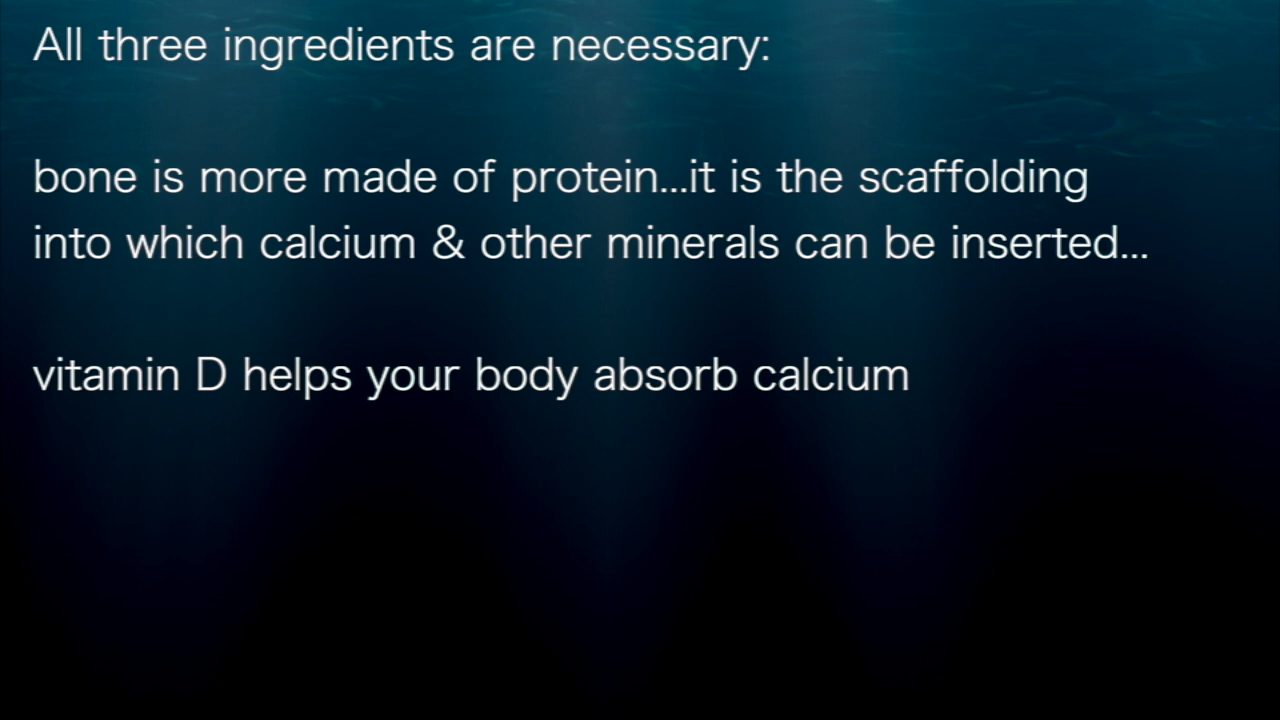 All three ingredients are necessary:
bone is more made of protein...it is the scaffolding
into which calcium & other minerals can be inserted...
vitamin D helps your body absorb calcium